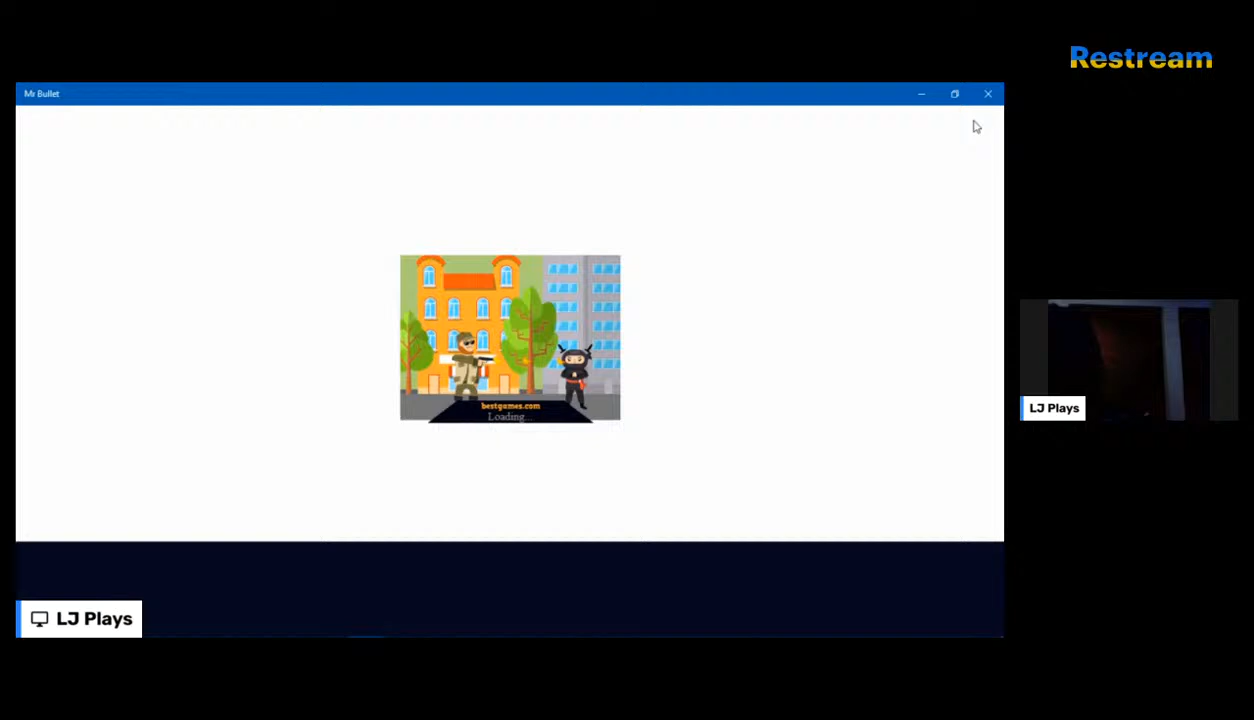 Restream
Mr Bullet
bestgames.com
Loading...
LJ Plays
LJ Plays